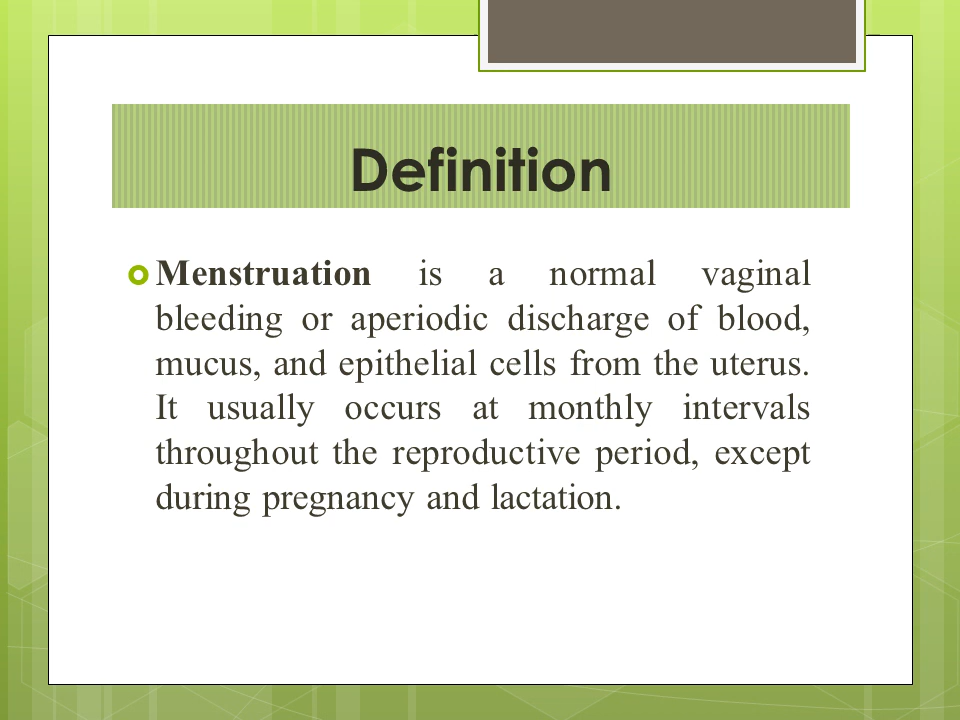 Definition
Menstruation is a normal vaginal
bleeding or aperiodic discharge of blood,
mucus, and epithelial cells from the uterus.
It usually occurs at monthly intervals
throughout the reproductive period, except
during pregnancy and lactation.